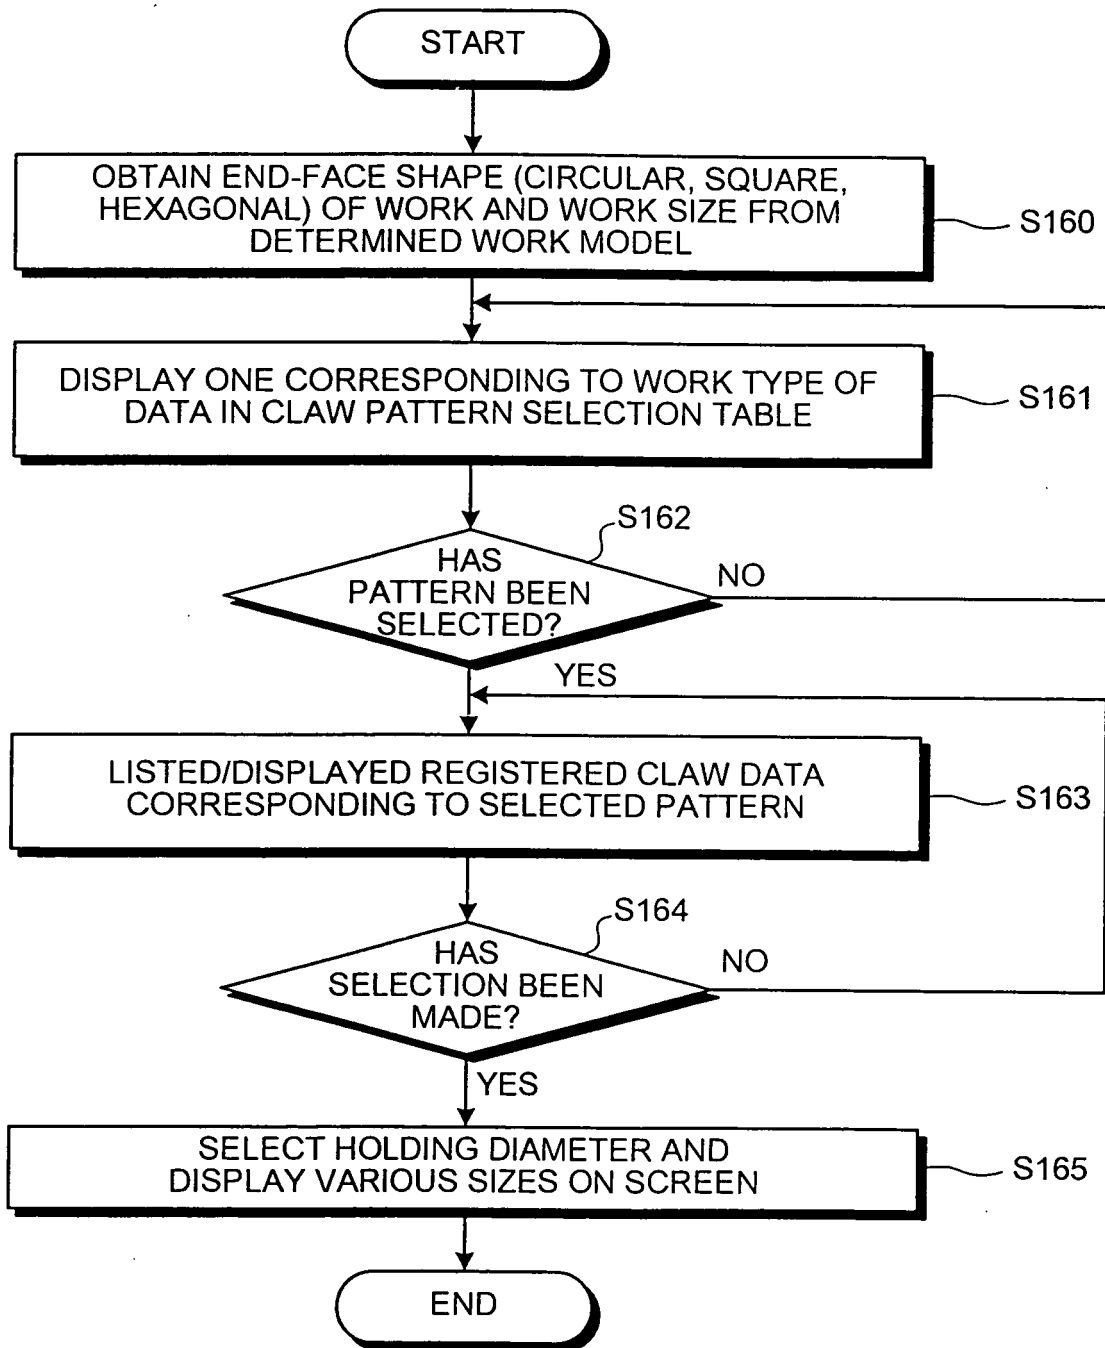 START
OBTAIN END-FACE SHAPE (CIRCULAR, SQUARE,
HEXAGONAL) OF WORK AND WORK SIZE FROM
DETERMINED WORK MODEL
S160
DISPLAY ONE CORRESPONDING TO WORK TYPE OF
DATA IN CLAW PATTERN SELECTION TABLE
S161
S162
HAS
PATTERN BEEN
SELECTED?
NO
YES
LISTED/DISPLAYED REGISTERED CLAW DATA
CORRESPONDING TO SELECTED PATTERN
S163
S164
HAS
SELECTION BEEN
MADE?
NO
YES
SELECT HOLDING DIAMETER AND
DISPLAY VARIOUS SIZES ON SCREEN
S165
END